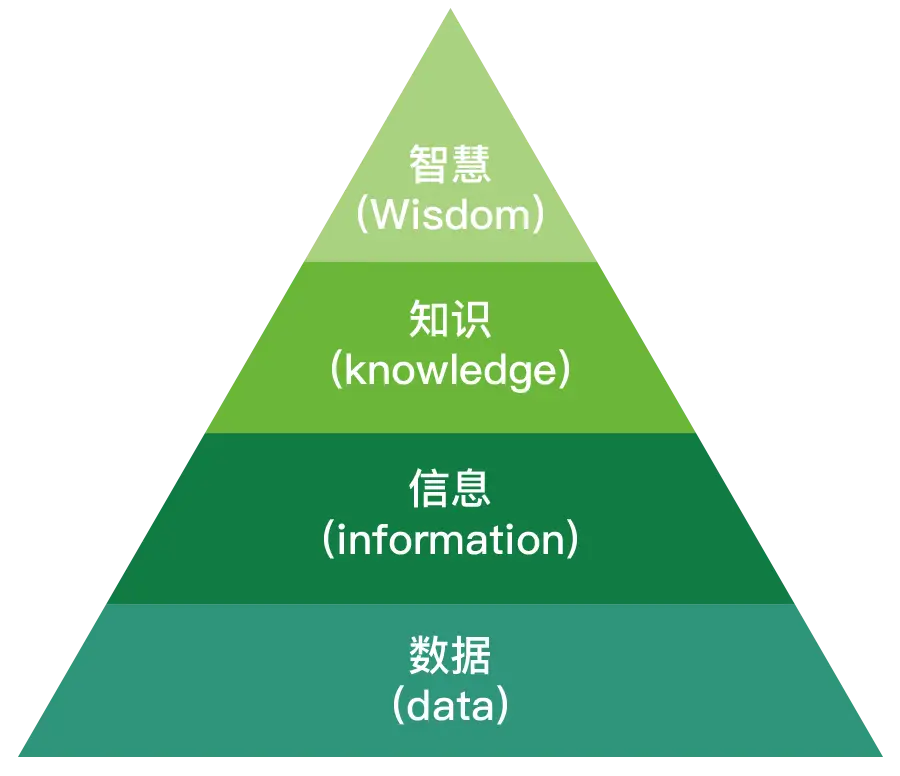 智慧
(Wisdom)
知识
(knowledge)
信息
(information)
数据
(data)